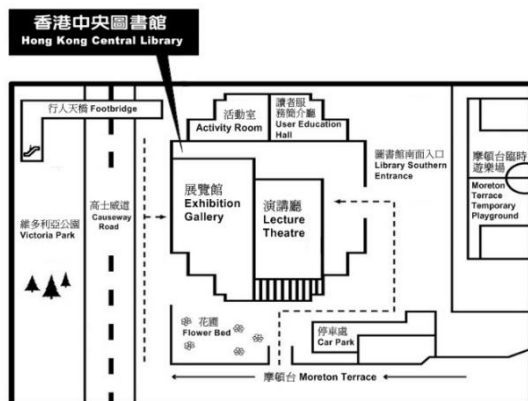 香港中央圖書館
Hong Kong Central Library
行人天橋 Footbridge
活動室
Activity Room
讀者服
務簡介廳
User Education
Hall
圖書館南面入口
Library Southern
Entrance
摩頓台臨時
遊樂場
Moreton
Terrace
Temporary
Playground
展覽館
Exhibition
Gallery
演講廳
Lecture
Theatre
高士威道
Causeway
Road
維多利亞公園
Victoria Park
花圃
Flower Bed
停車處
Car Park
摩頓台 Moreton Terrace